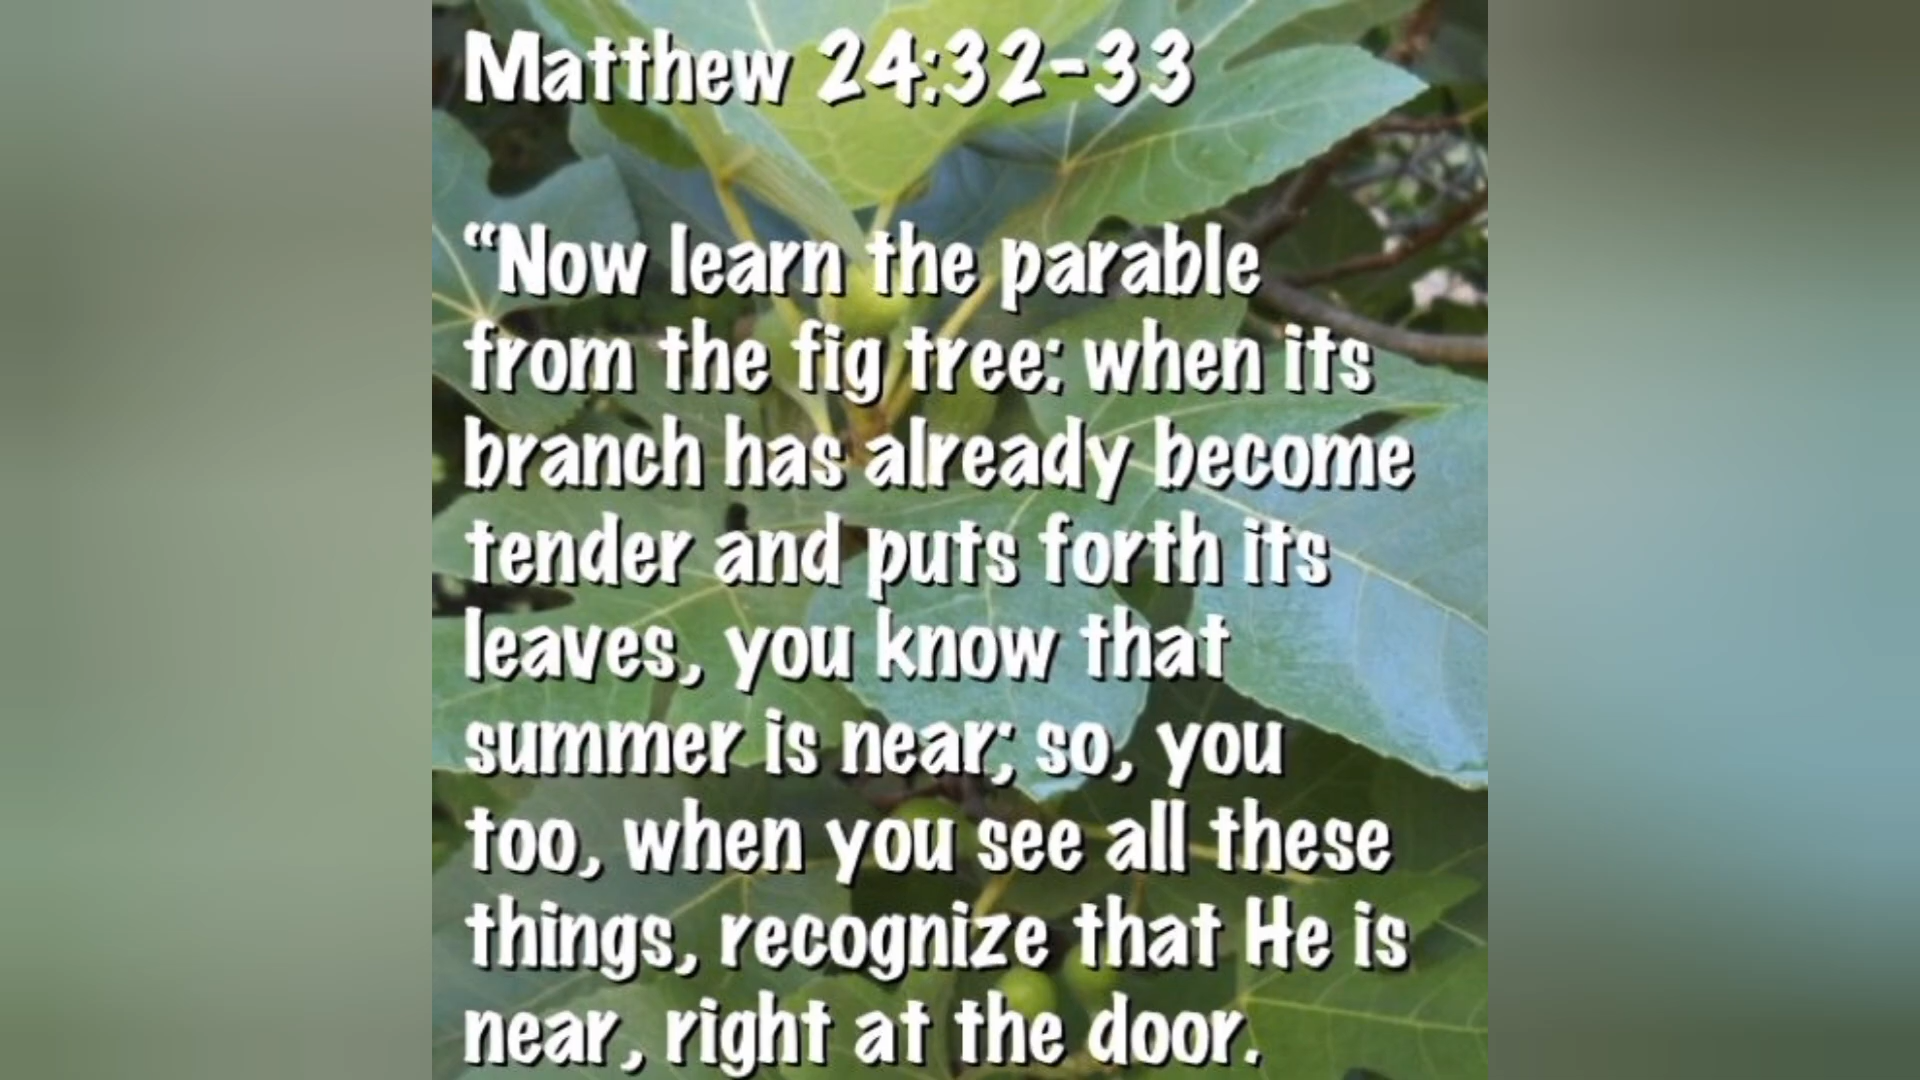 Matthew 24:32-33
“Now learn the parable
from the fig tree: when its
branch has already become
tender and puts forth its
leaves, you know that
summer is near; so, you
too, when you see all these
things, recognize that He is
near, right at the door.